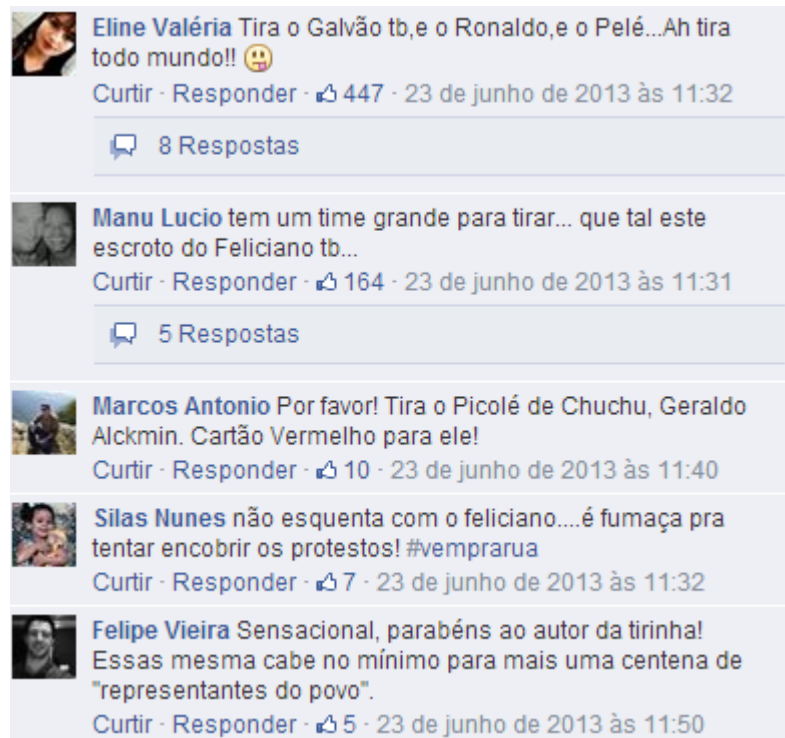 Eline Valéria Tira o Galvão tb,e o Ronaldo,e o Pelé...Ah tira
todo mundo!!
Curtir · Responder · 447 · 23 de junho de 2013 às 11:32
8 Respostas
Manu Lucio tem um time grande para tirar... que tal este
escroto do Feliciano tb...
Curtir · Responder · 164 · 23 de junho de 2013 às 11:31
5 Respostas
Marcos Antonio Por favor! Tira o Picolé de Chuchu, Geraldo
Alckmin. Cartão Vermelho para ele!
Curtir · Responder · 10 · 23 de junho de 2013 às 11:40
Silas Nunes não esquenta com o feliciano....é fumaça pra
tentar encobrir os protestos! #vemprarua
Curtir · Responder · 7 · 23 de junho de 2013 às 11:32
Felipe Vieira Sensacional, parabéns ao autor da tirinha!
Essas mesma cabe no mínimo para mais uma centena de
"representantes do povo".
Curtir · Responder · 5 · 23 de junho de 2013 às 11:50